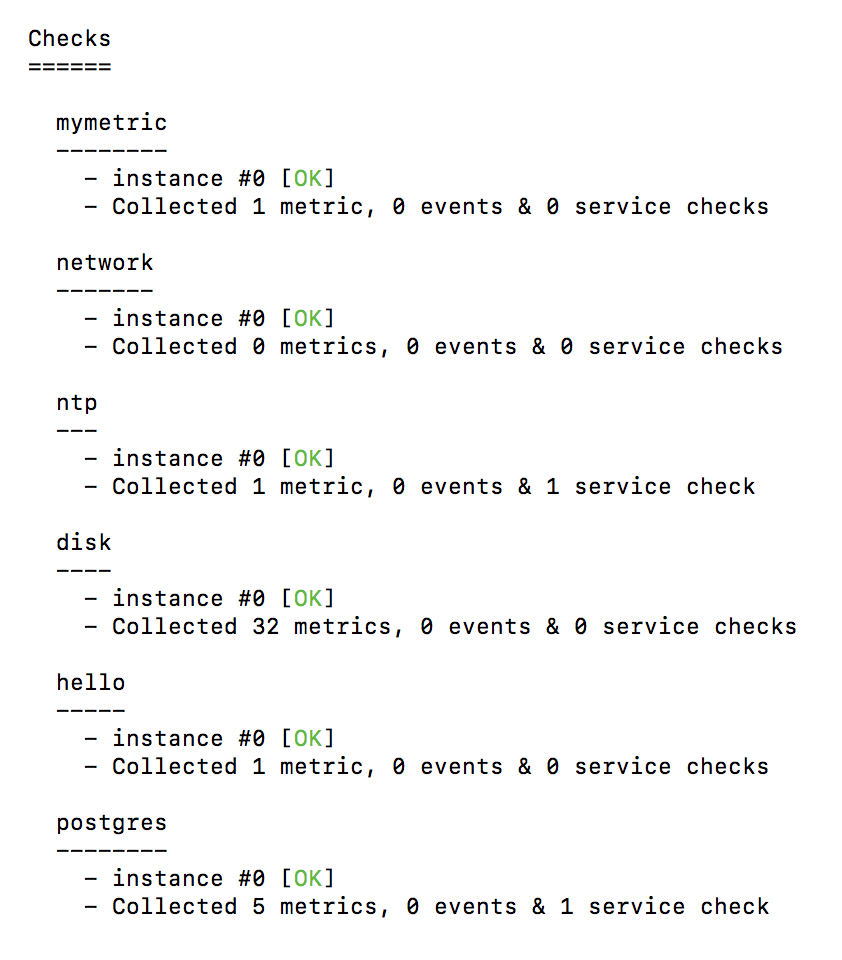 Checks
======
mymetric
--------
- instance #0 [OK]
- Collected 1 metric, 0 events & 0 service checks
network
-------
- instance #0 [OK]
- Collected 0 metrics, 0 events & 0 service checks
ntp
---
- instance #0 [OK]
- Collected 1 metric, 0 events & 1 service check
disk
----
- instance #0 [OK]
- Collected 32 metrics, 0 events & 0 service checks
hello
-----
- instance #0 [OK]
- Collected 1 metric, 0 events & 0 service checks
postgres
--------
- instance #0 [OK]
- Collected 5 metrics, 0 events & 1 service check